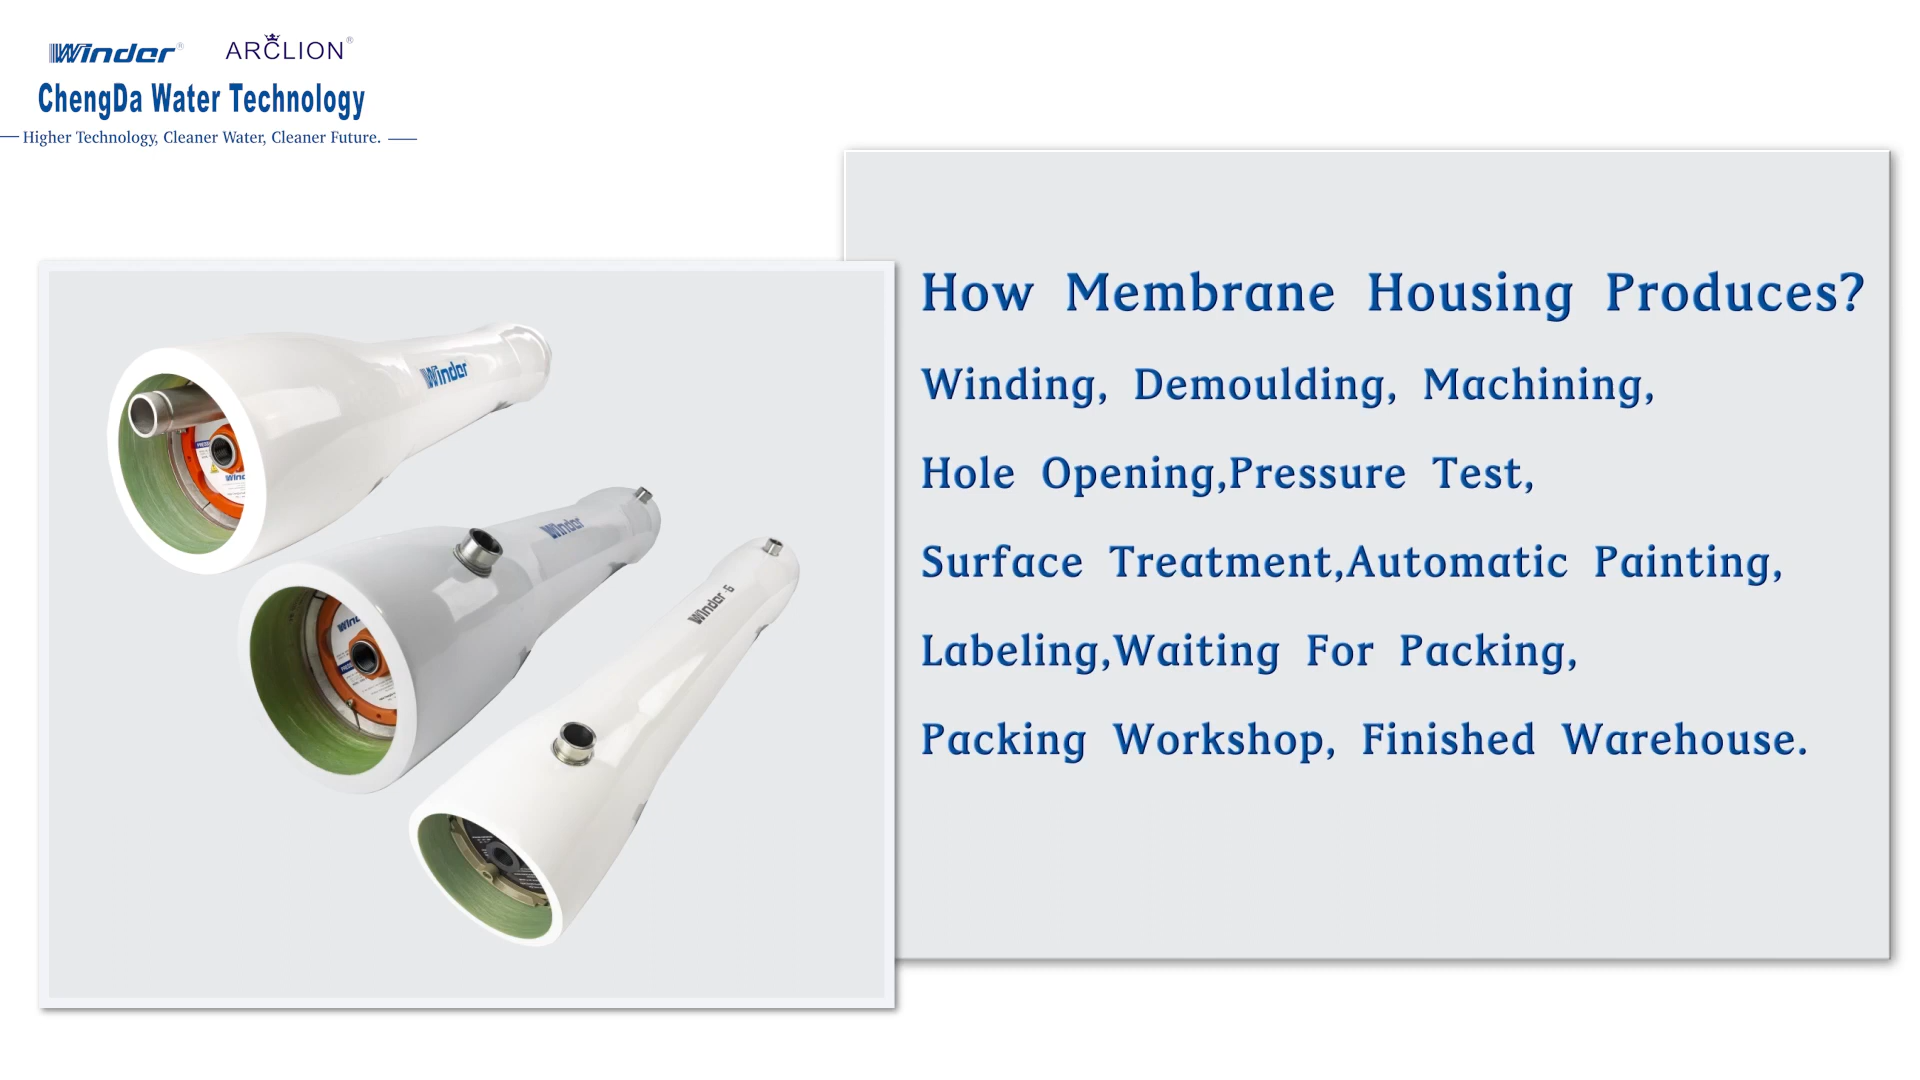 Winder®
ARCLION®
ChengDa Water Technology
Higher Technology, Cleaner Water, Cleaner Future.
How Membrane Housing Produces?
Winding, Demoulding, Machining,
Hole Opening,Pressure Test,
Surface Treatment,Automatic Painting,
Labeling,Waiting For Packing,
Packing Workshop, Finished Warehouse.
Winder
Winder
Winder-6